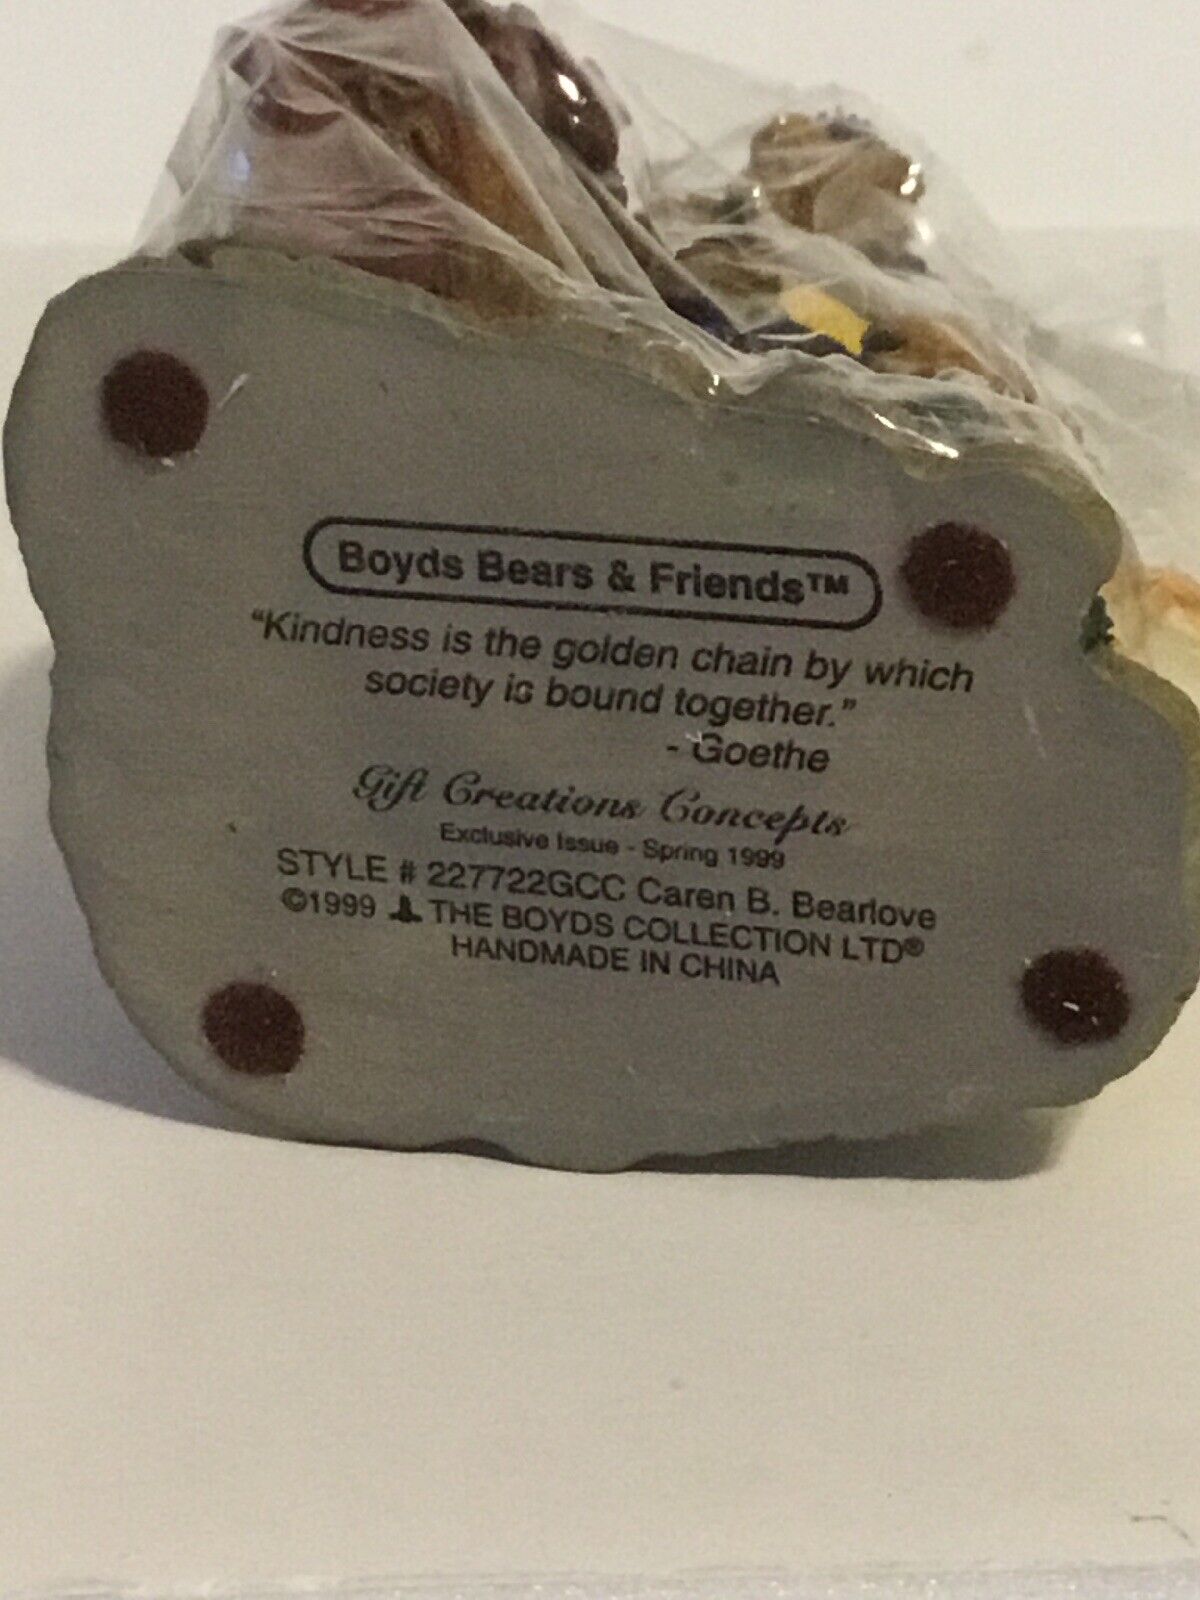 Boyds Bears & Friends™
“Kindness is the golden chain by which
society is bound together.”
- Goethe
Gift Creations Concepts
Exclusive Issue - Spring 1999
STYLE # 227722GCC Caren B. Bearlove
©1999 THE BOYDS COLLECTION LTD®
HANDMADE IN CHINA